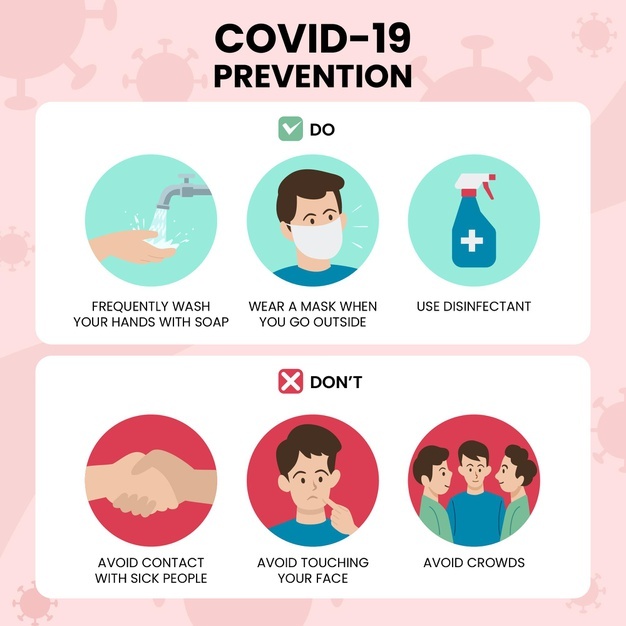 COVID-19
PREVENTION
DO
FREQUENTLY WASH
YOUR HANDS WITH SOAP
WEAR A MASK WHEN
YOU GO OUTSIDE
USE DISINFECTANT
DON'T
AVOID CONTACT
WITH SICK PEOPLE
AVOID TOUCHING
YOUR FACE
AVOID CROWDS